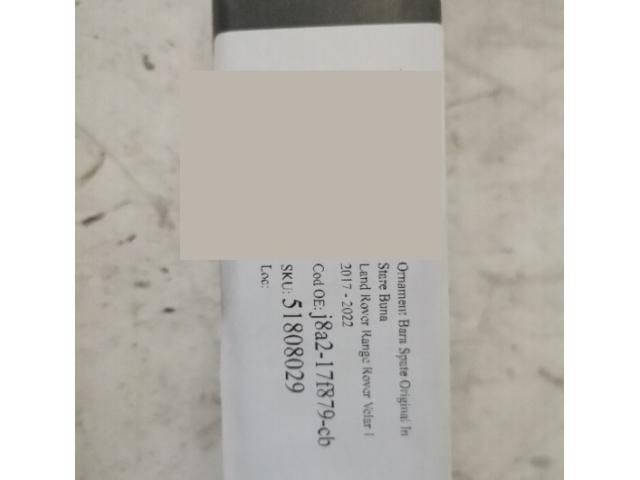 Ornament Bara Spate Original In
Stare Buna
Land Rover Range Rover Velar I
2017 - 2022
Cod OE: j8a2-17f879-cb
SKU: 51808029
Loc: